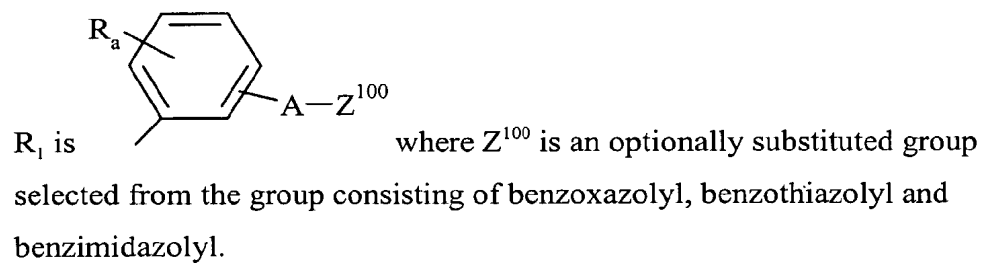 Rₐ
A—Z¹⁰⁰
R₁ is where Z¹⁰⁰ is an optionally substituted group
selected from the group consisting of benzoxazolyl, benzothiazolyl and
benzimidazolyl.